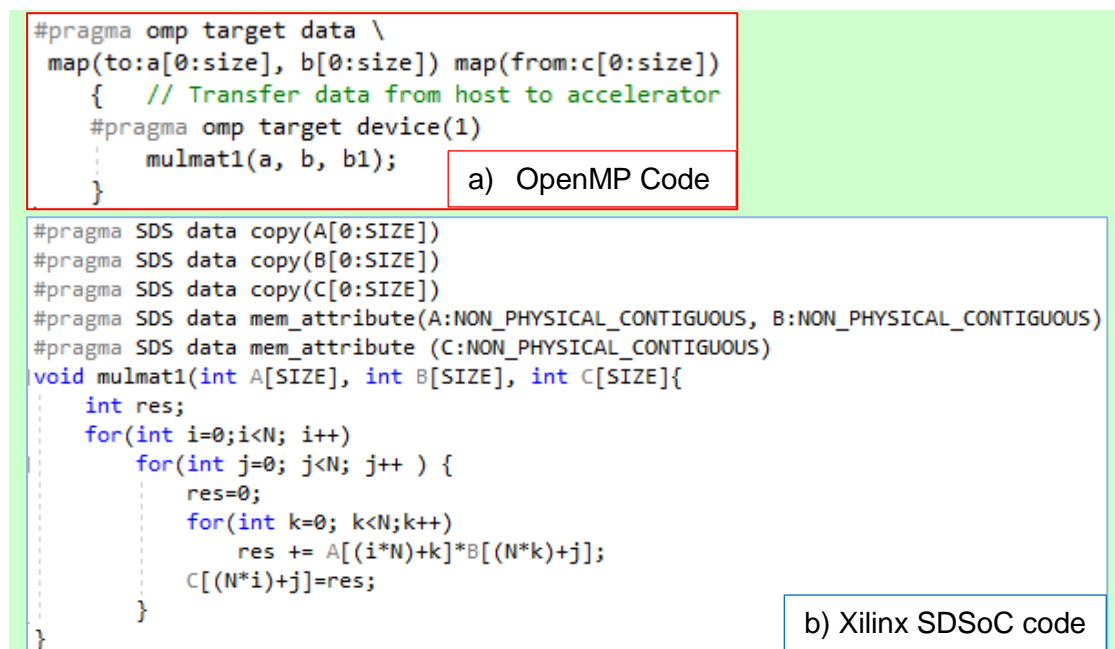 #pragma omp target data \
map(to:a[0:size], b[0:size]) map(from:c[0:size])
{ // Transfer data from host to accelerator
#pragma omp target device(1)
mulmat1(a, b, b1);
}
a) OpenMP Code
#pragma SDS data copy(A[0:SIZE])
#pragma SDS data copy(B[0:SIZE])
#pragma SDS data copy(C[0:SIZE])
#pragma SDS data mem_attribute(A:NON_PHYSICAL_CONTIGUOUS, B:NON_PHYSICAL_CONTIGUOUS)
#pragma SDS data mem_attribute (C:NON_PHYSICAL_CONTIGUOUS)
void mulmat1(int A[SIZE], int B[SIZE], int C[SIZE]{
int res;
for(int i=0;i<N; i++)
for(int j=0; j<N; j++ ) {
res=0;
for(int k=0; k<N;k++)
res += A[(i*N)+k]*B[(N*k)+j];
C[(N*i)+j]=res;
}
}
b) Xilinx SDSoC code